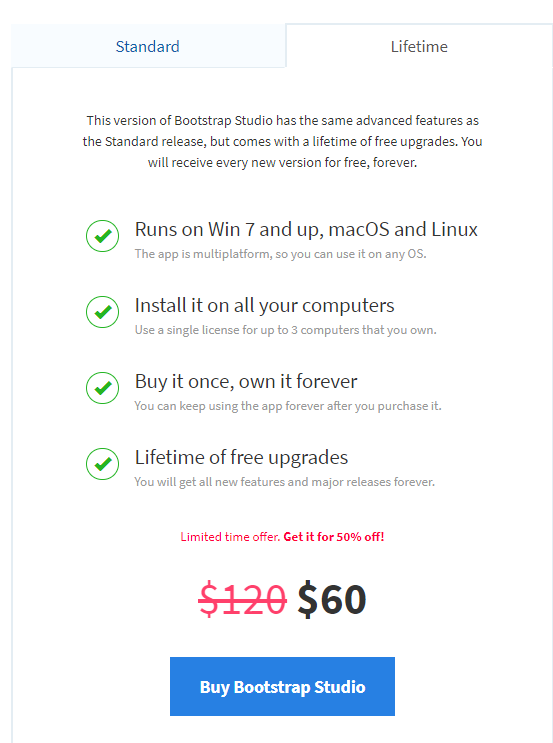 Standard
Lifetime
This version of Bootstrap Studio has the same advanced features as
the Standard release, but comes with a lifetime of free upgrades. You
will receive every new version for free, forever.
Runs on Win 7 and up, macOS and Linux
The app is multiplatform, so you can use it on any OS.
Install it on all your computers
Use a single license for up to 3 computers that you own.
Buy it once, own it forever
You can keep using the app forever after you purchase it.
Lifetime of free upgrades
You will get all new features and major releases forever.
Limited time offer. Get it for 50% off!
$120 $60
Buy Bootstrap Studio